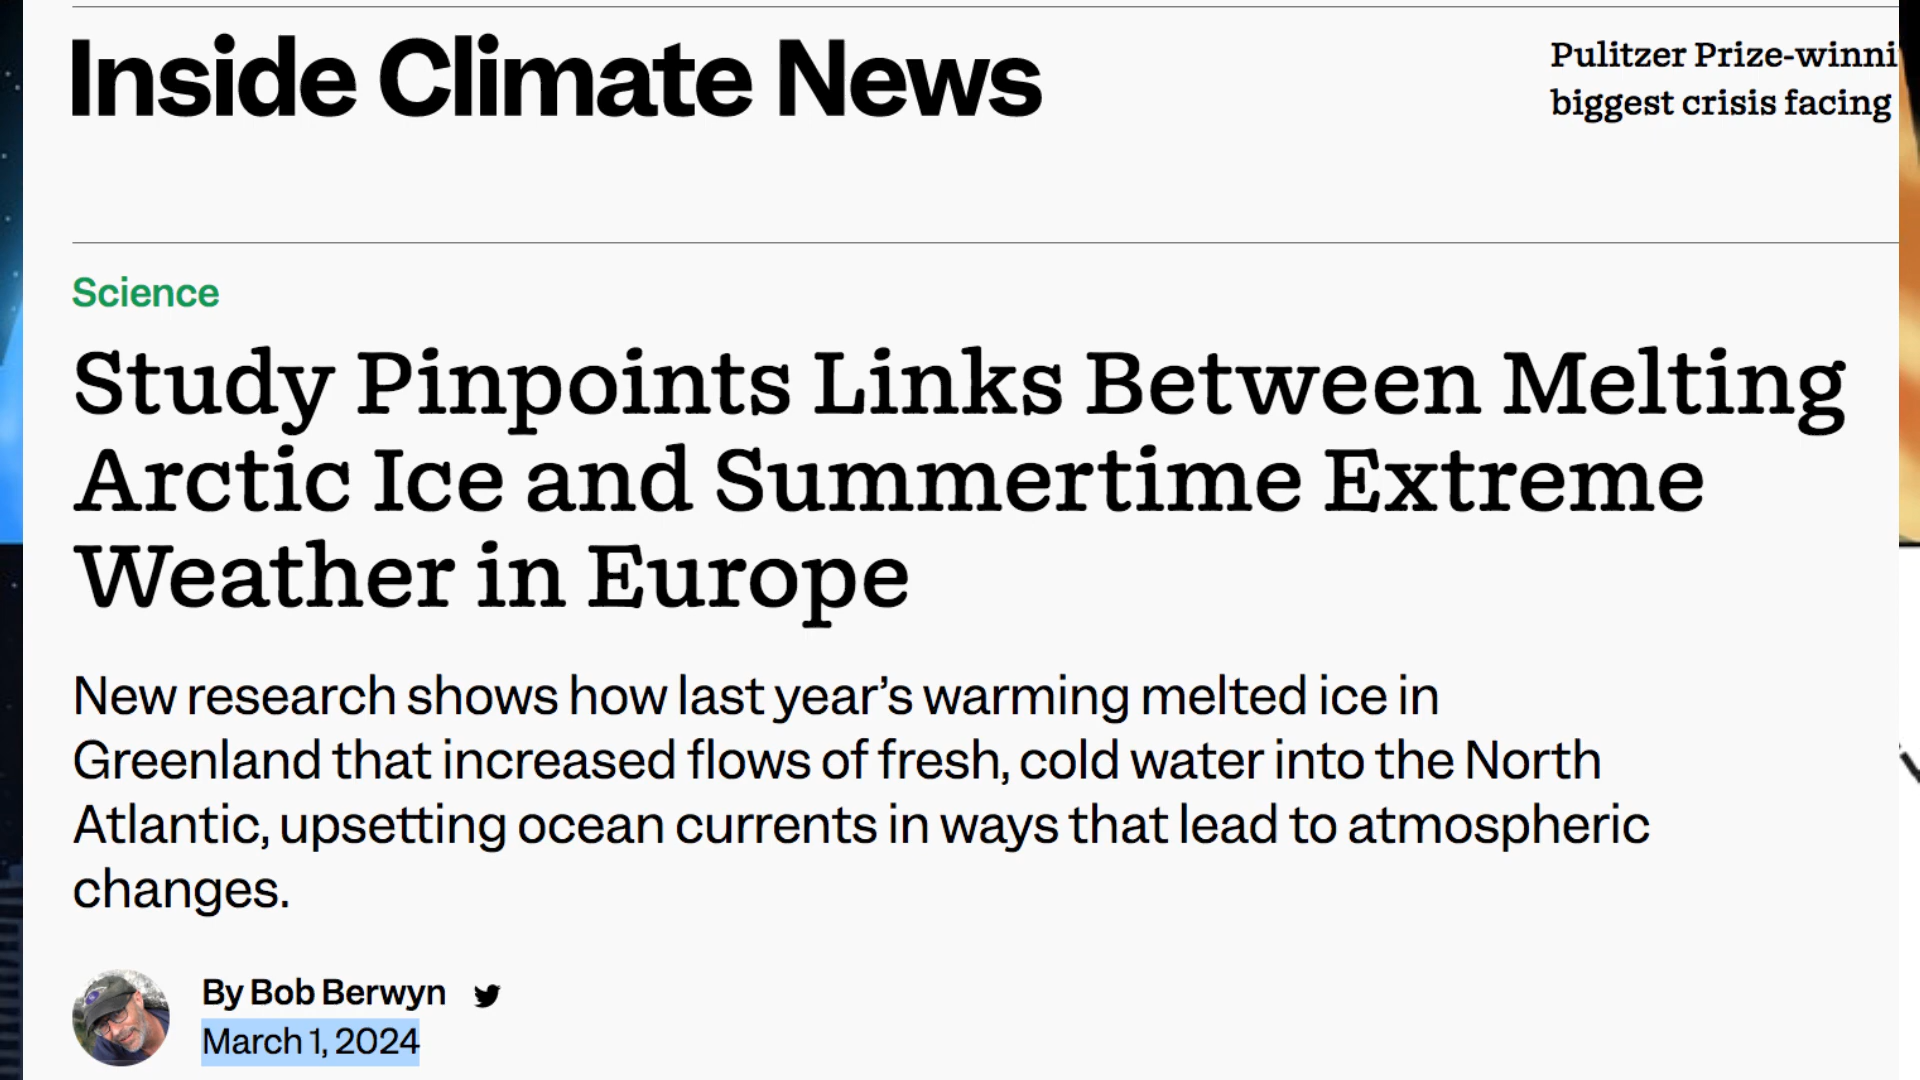 Inside Climate News
Pulitzer Prize-winni
biggest crisis facing
Science
Study Pinpoints Links Between Melting
Arctic Ice and Summertime Extreme
Weather in Europe
New research shows how last year’s warming melted ice in
Greenland that increased flows of fresh, cold water into the North
Atlantic, upsetting ocean currents in ways that lead to atmospheric
changes.
By Bob Berwyn
March 1, 2024